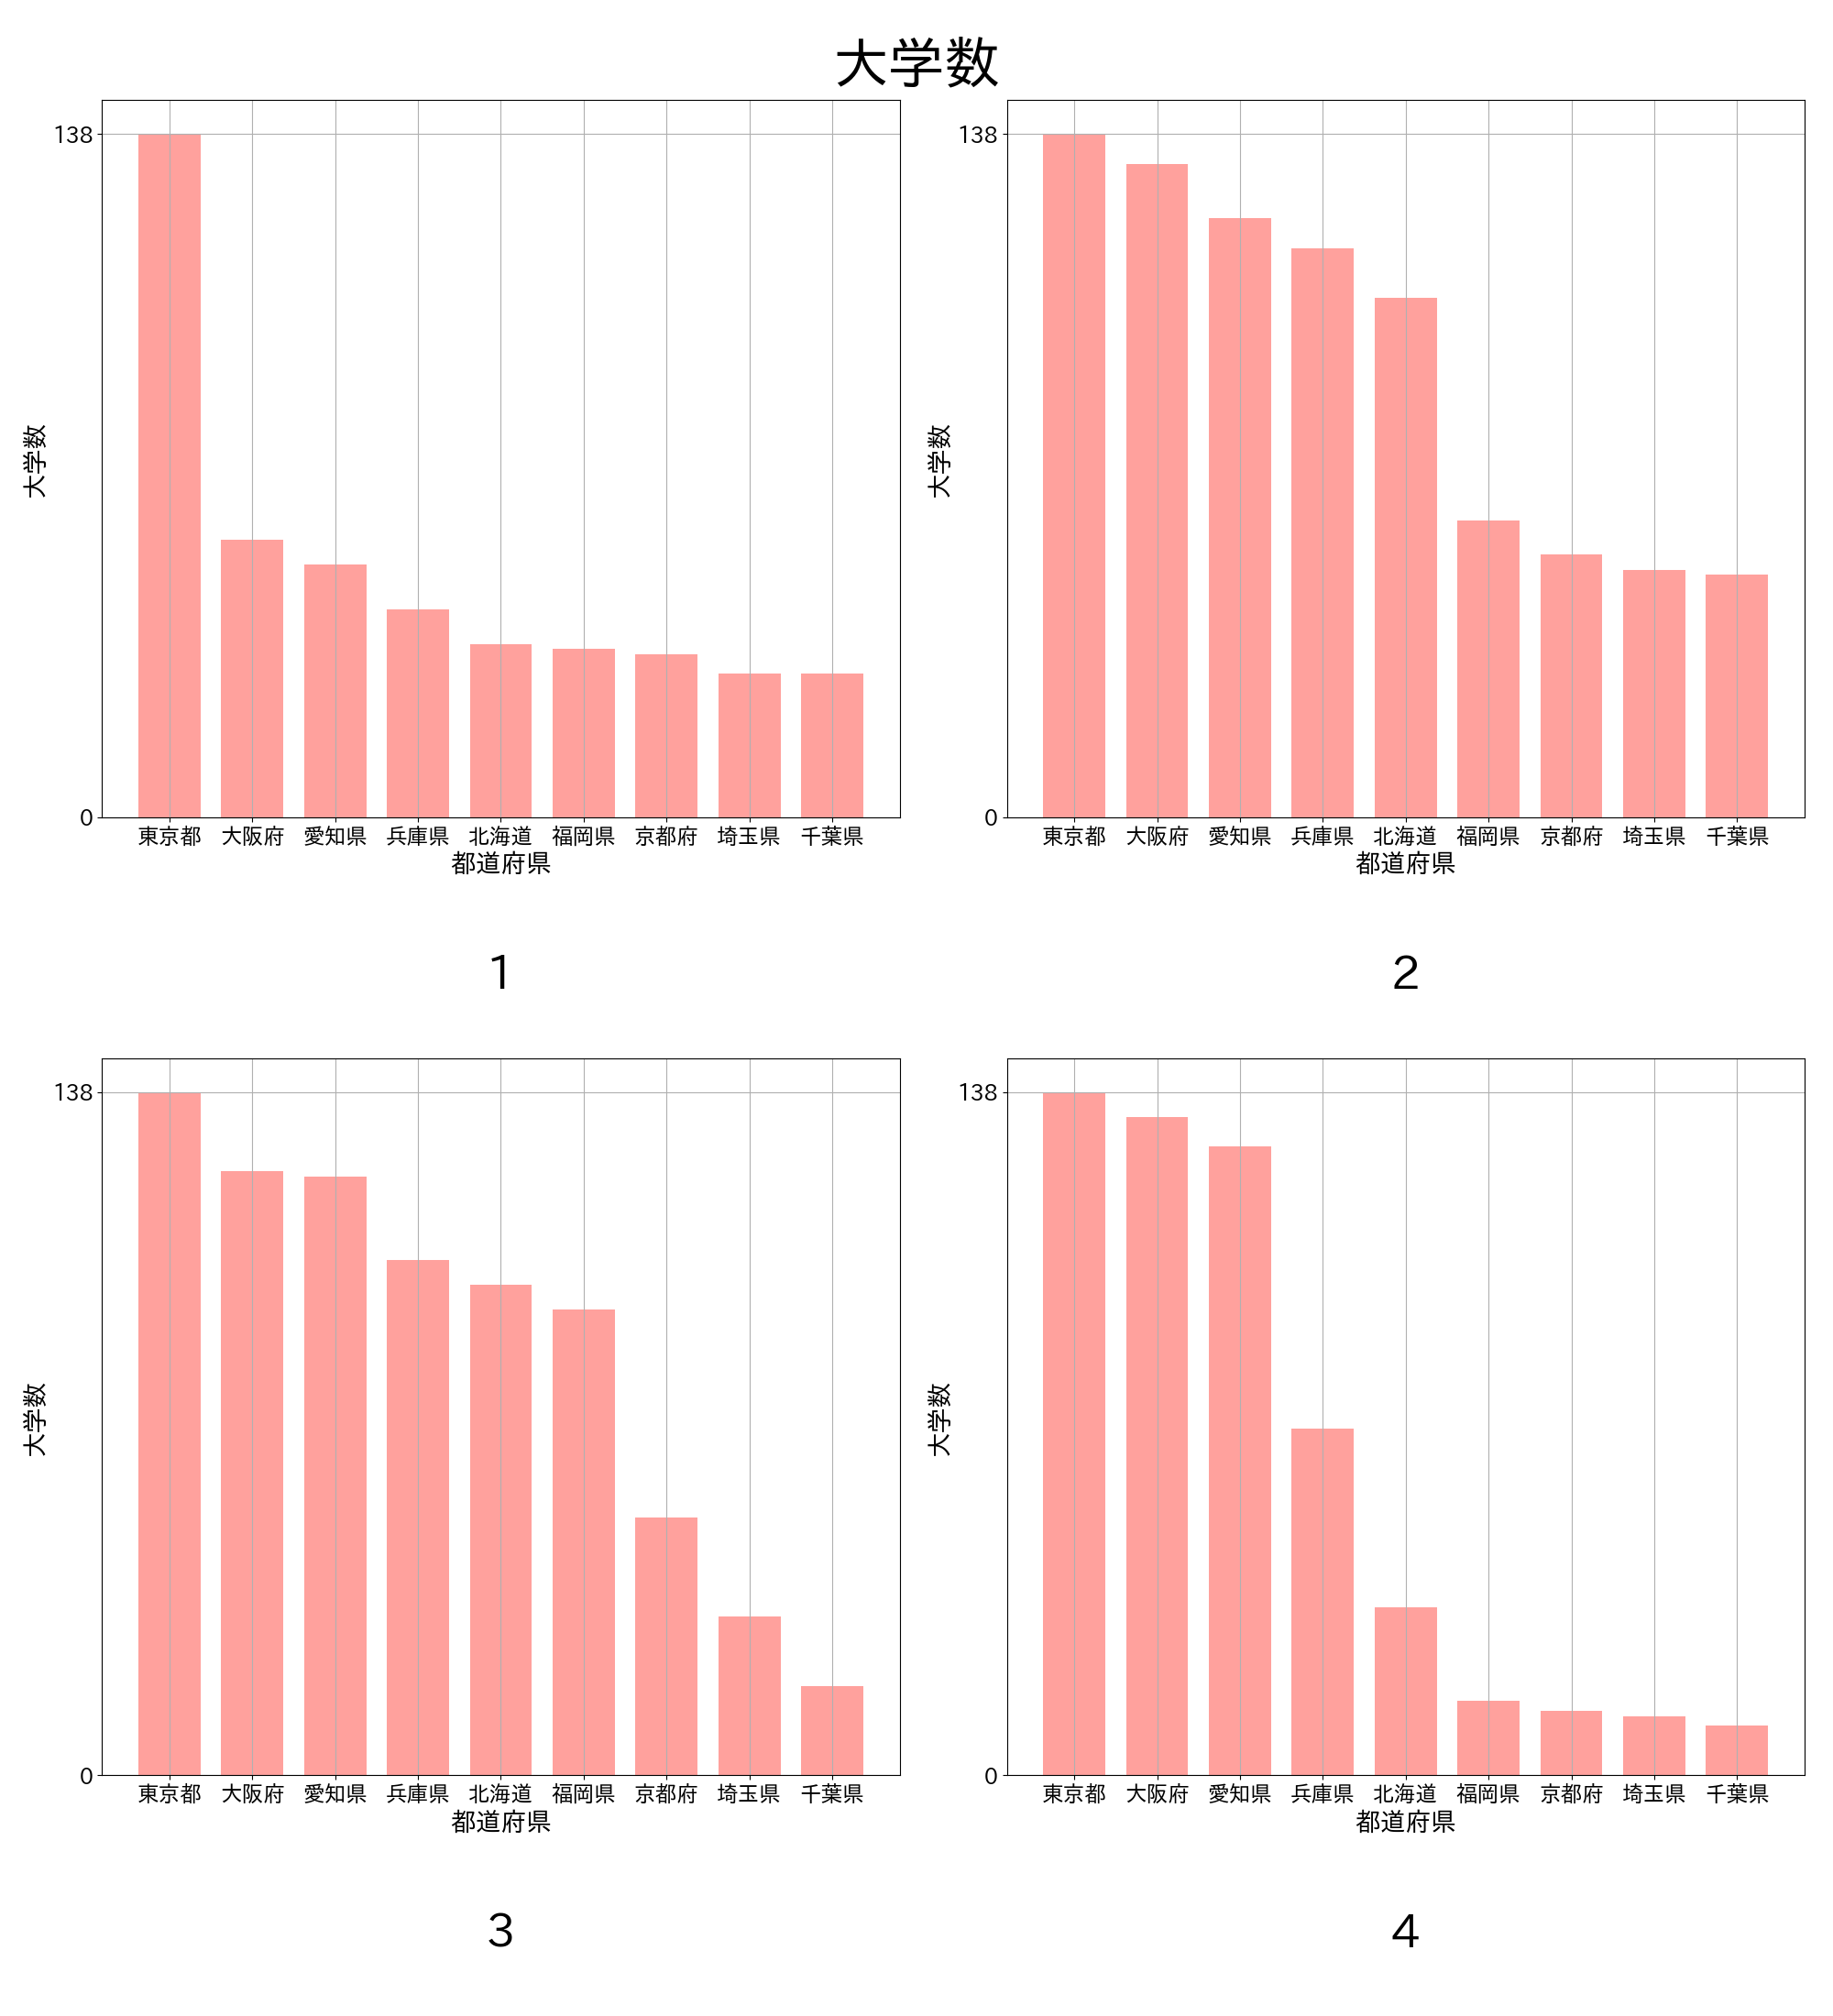 大学数
138
0
大学数
東京都 大阪府 愛知県 兵庫県 北海道 福岡県 京都府 埼玉県 千葉県
都道府県
1
138
0
大学数
東京都 大阪府 愛知県 兵庫県 北海道 福岡県 京都府 埼玉県 千葉県
都道府県
2
138
0
大学数
東京都 大阪府 愛知県 兵庫県 北海道 福岡県 京都府 埼玉県 千葉県
都道府県
3
138
0
大学数
東京都 大阪府 愛知県 兵庫県 北海道 福岡県 京都府 埼玉県 千葉県
都道府県
4